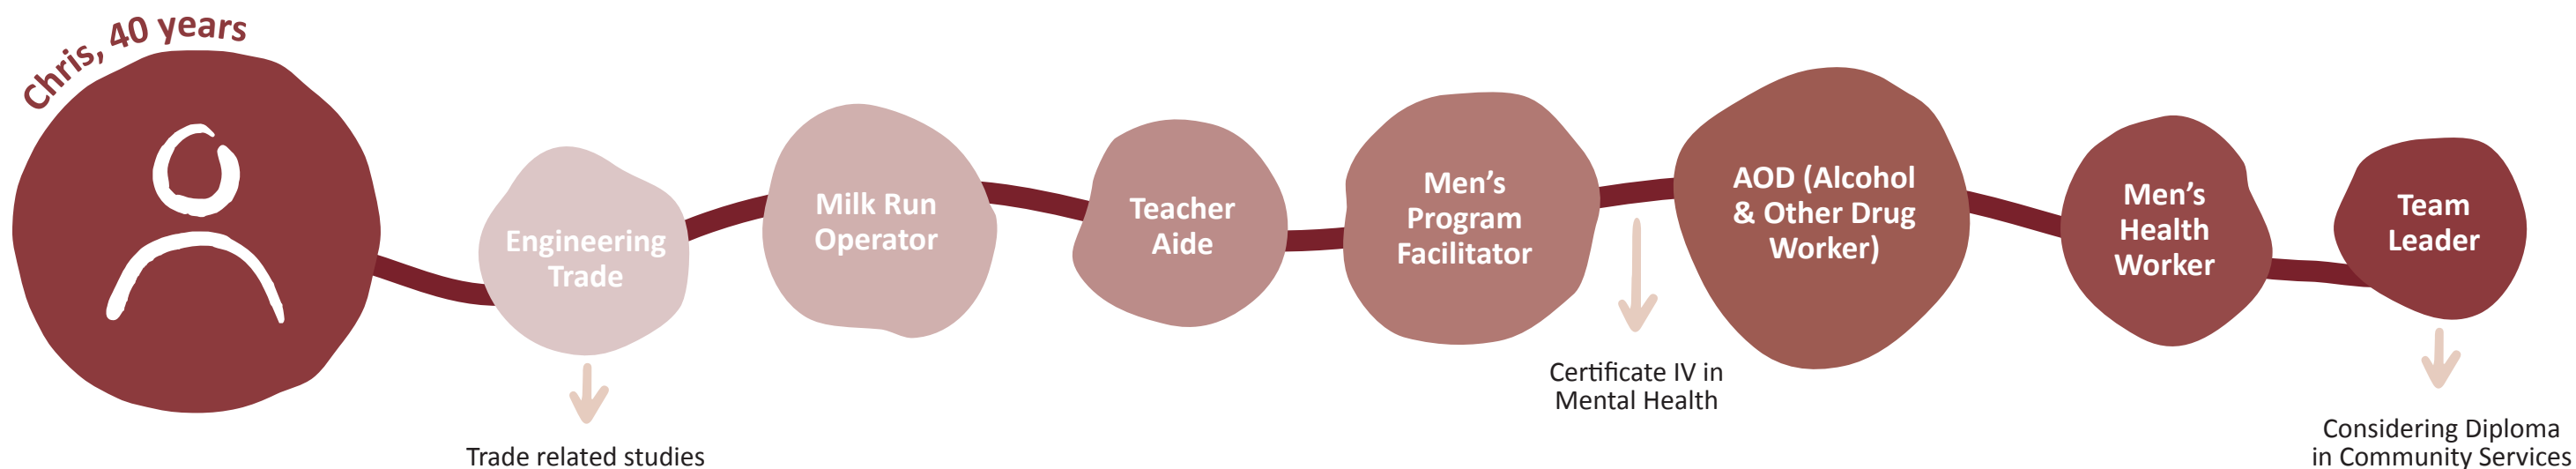 Chris, 40 years
Engineering
Trade
Trade related studies
Milk Run
Operator
Teacher
Aide
Men’s
Program
Facilitator
Certificate IV in
Mental Health
AOD (Alcohol
& Other Drug
Worker)
Men’s
Health
Worker
Team
Leader
Considering Diploma
in Community Services